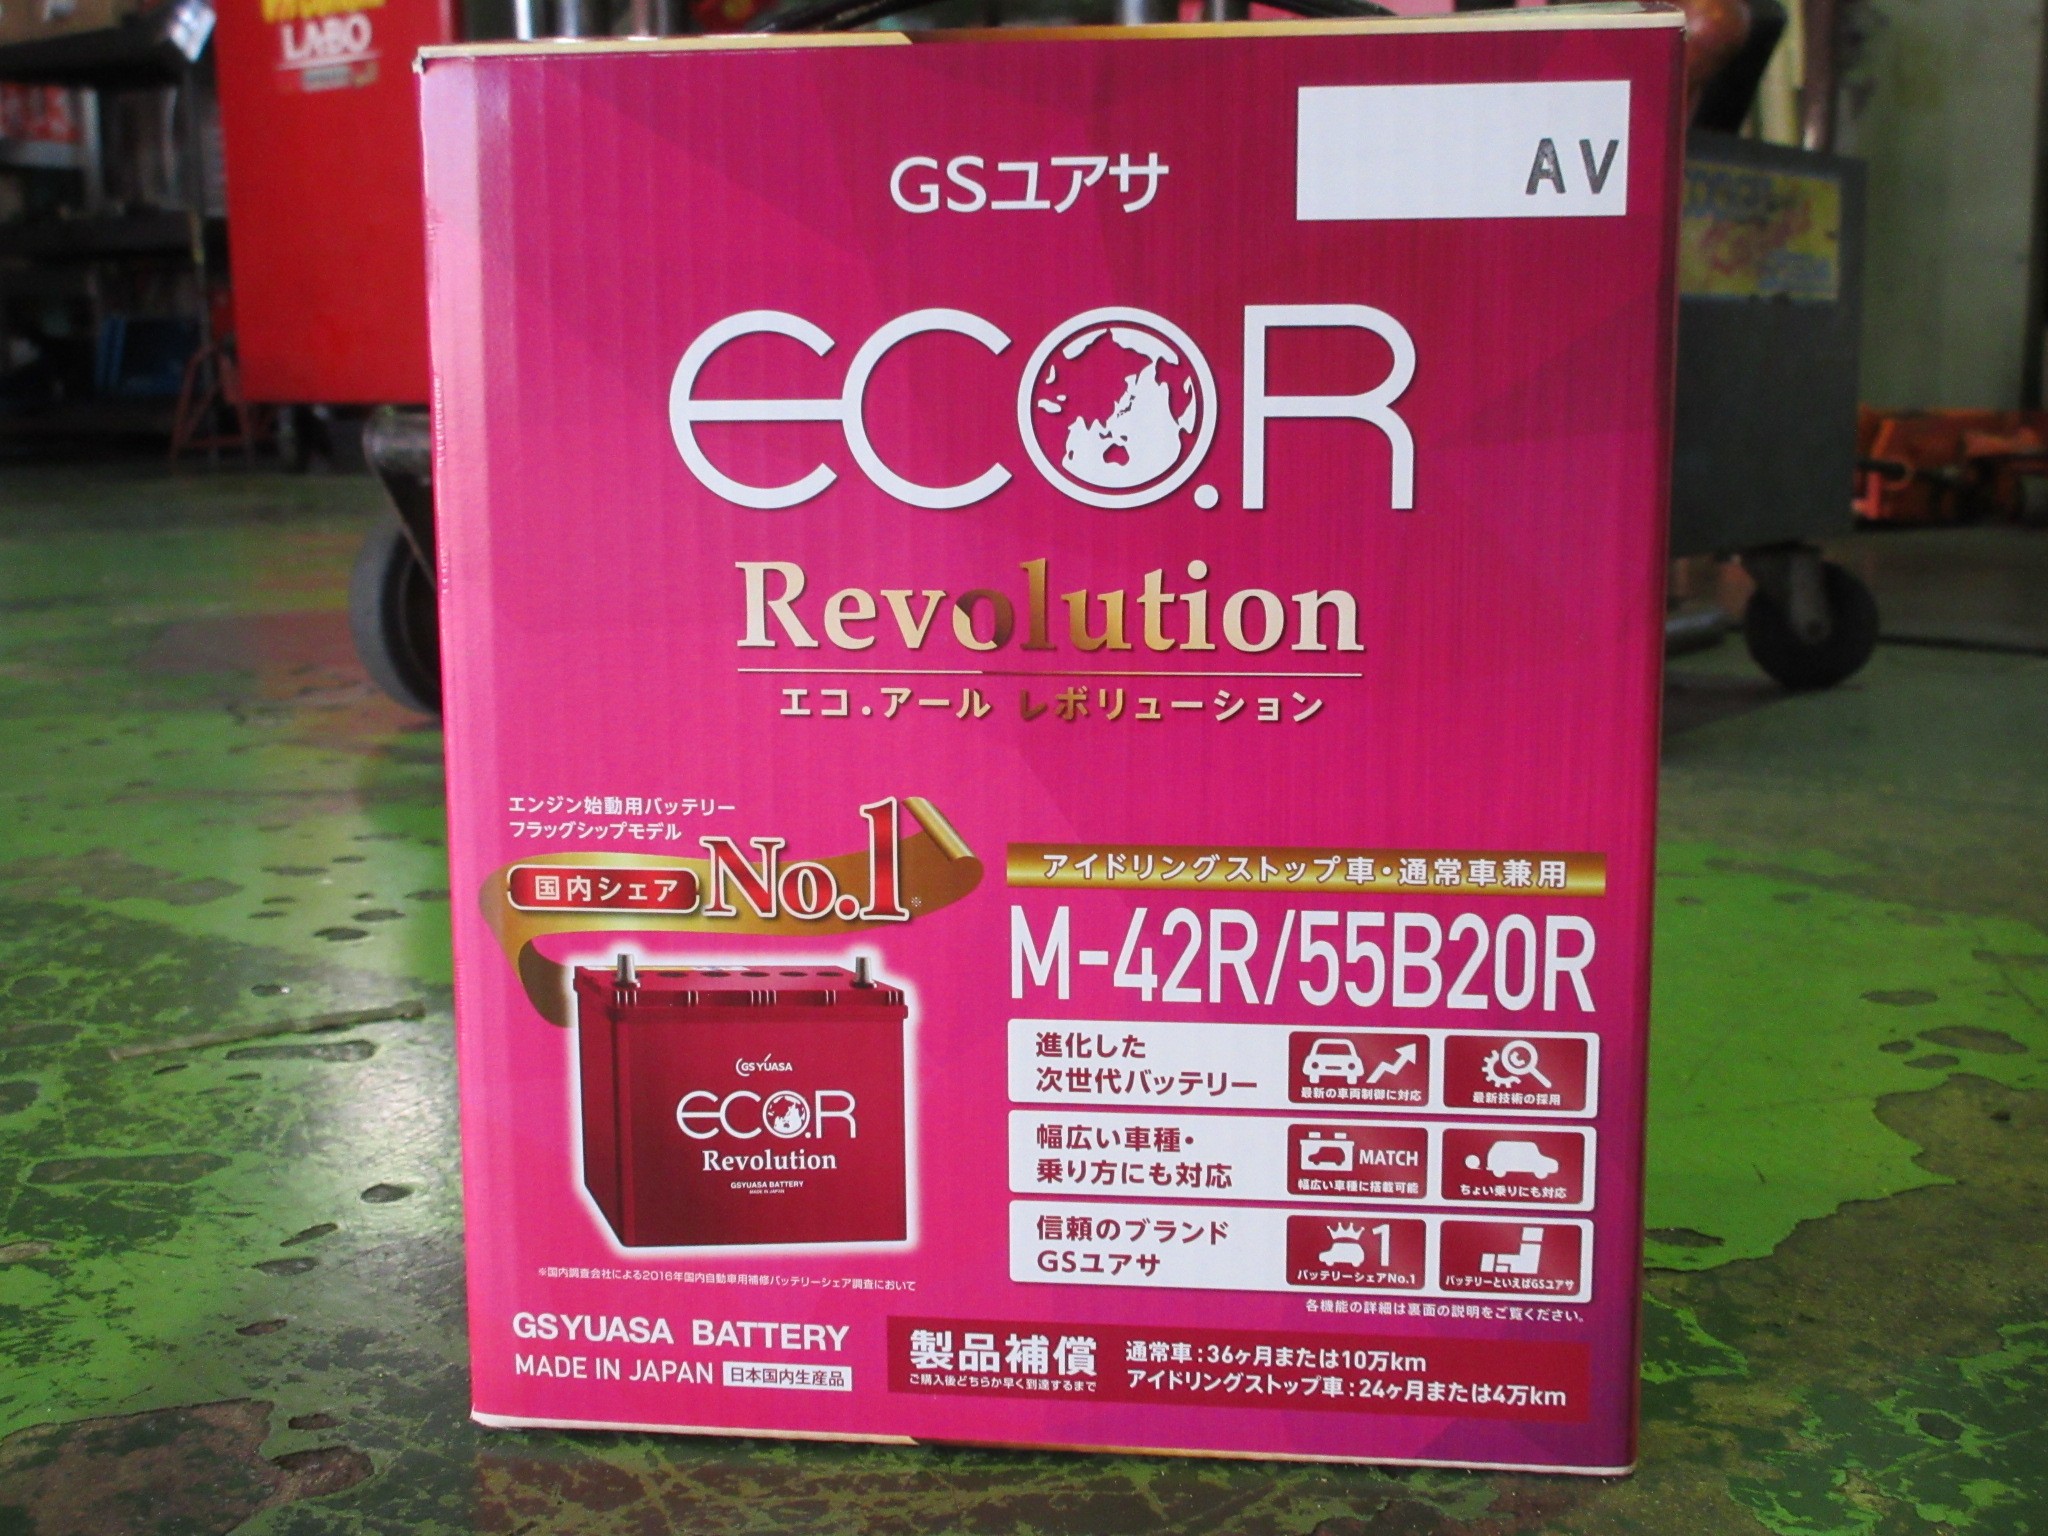 LABO
GSユアサ
AV
ECO.R
Revolution
エコ.アール レボリューション
エンジン始動用バッテリー
フラッグシップモデル
国内シェア No.1※
GS YUASA
ECO.R
Revolution
GSYUASA BATTERY
MADE IN JAPAN
※国内調査会社による2016年国内自動車用補修バッテリーシェア調査において
アイドリングストップ車・通常車兼用
M-42R/55B20R
進化した
次世代バッテリー
最新の車両制御に対応
最新技術の採用
幅広い車種・
乗り方にも対応
MATCH
幅広い車種に搭載可能
ちょい乗りにも対応
信頼のブランド
GSユアサ
1
バッテリーシェアNo.1
バッテリーといえばGSユアサ
各機能の詳細は裏面の説明をご覧ください。
GSYUASA BATTERY
MADE IN JAPAN 日本国内生産品
製品補償
ご購入後どちらか早く到達するまで
通常車:36ヶ月または10万km
アイドリングストップ車:24ヶ月または4万km